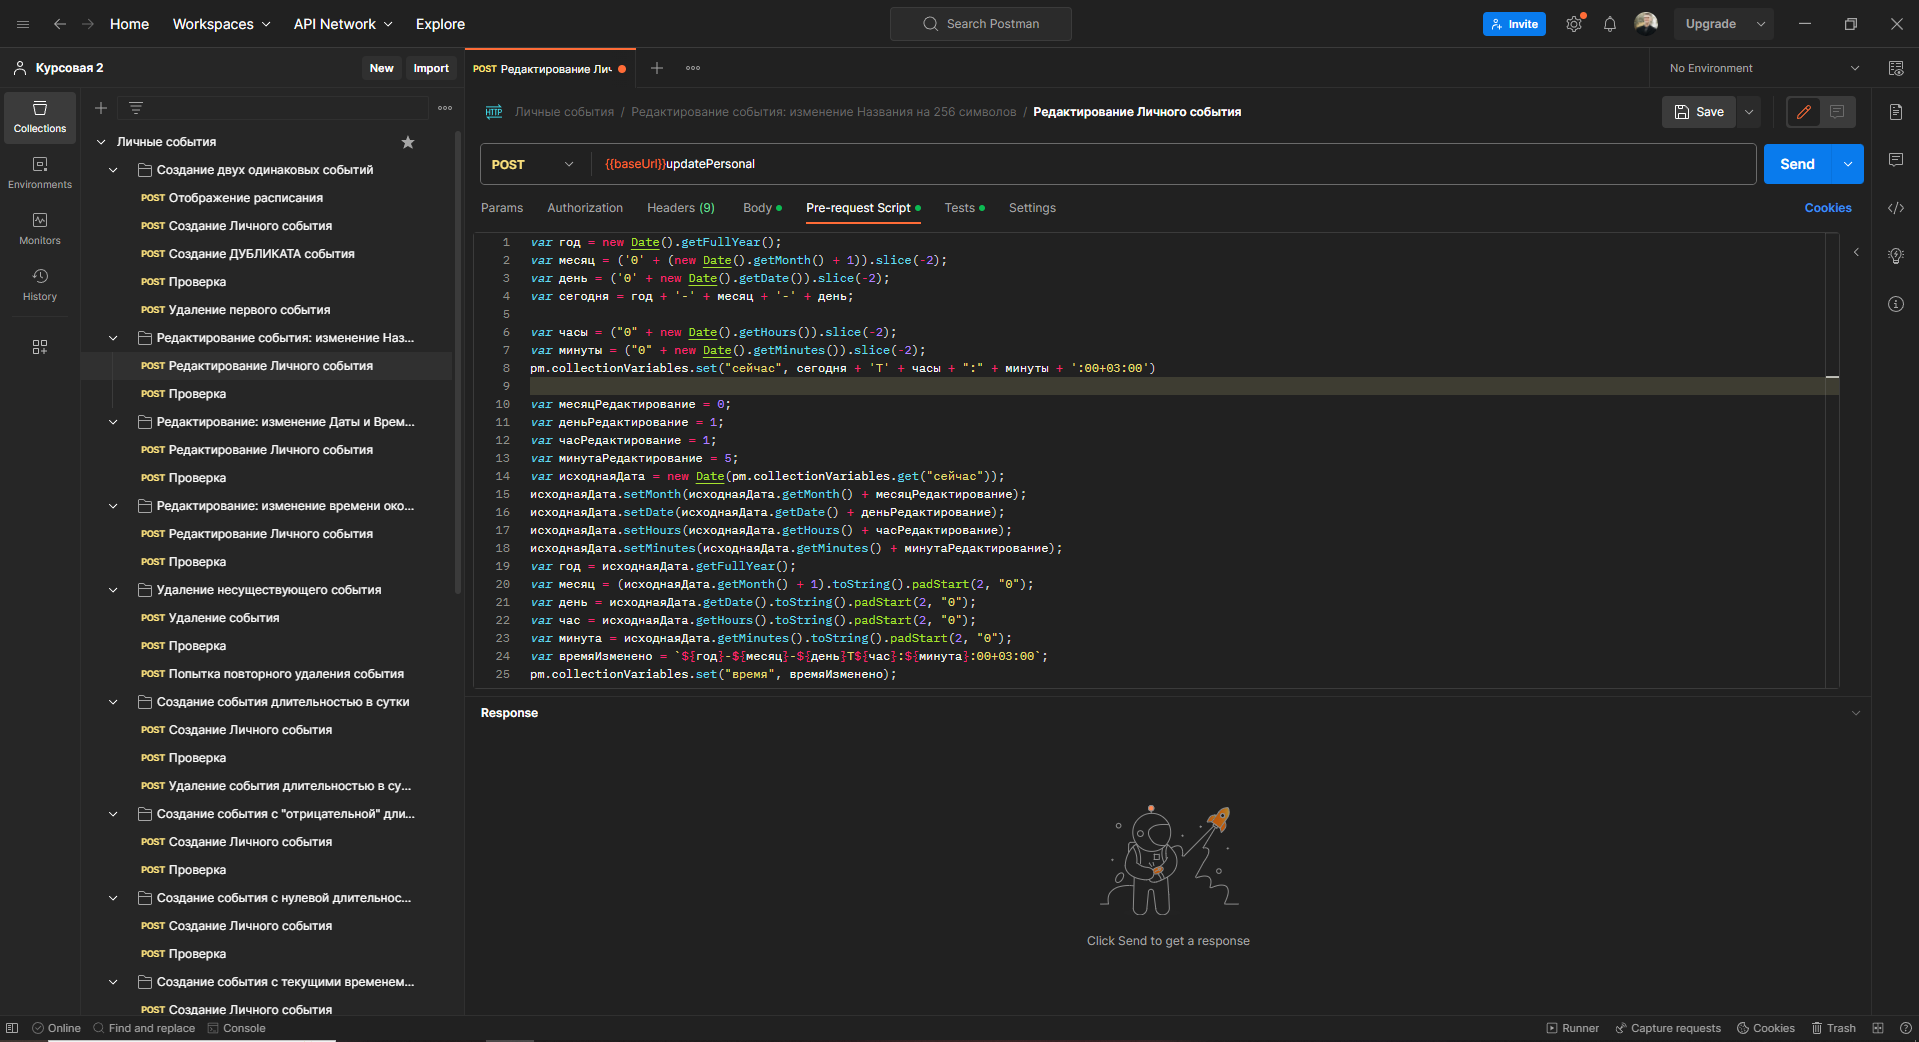 Home
Workspaces
API Network
Explore
Search Postman
Invite
Upgrade
Курсовая 2
New
Import
POST Редактирование Лич
No Environment
Collections
Environments
Monitors
History
Личные события
Создание двух одинаковых событий
POST Отображение расписания
POST Создание Личного события
POST Создание ДУБЛИКАТА события
POST Проверка
POST Удаление первого события
Редактирование события: изменение Наз...
POST Редактирование Личного события
POST Проверка
Редактирование: изменение Даты и Врем...
POST Редактирование Личного события
POST Проверка
Редактирование: изменение времени око...
POST Редактирование Личного события
POST Проверка
Удаление несуществующего события
POST Удаление события
POST Проверка
POST Попытка повторного удаления события
Создание события длительностью в сутки
POST Создание Личного события
POST Проверка
POST Удаление события длительностью в су...
Создание события с "отрицательной" дли...
POST Создание Личного события
POST Проверка
Создание события с нулевой длительнос...
POST Создание Личного события
POST Проверка
Создание события с текущими временем...
POST Создание Личного события
HTTP Личные события / Редактирование события: изменение Названия на 256 символов / Редактирование Личного события
Save
POST {{baseUrl}}updatePersonal
Send
Params Authorization Headers (9) Body Pre-request Script Tests Settings
Cookies
1 var год = new Date().getFullYear();
2 var месяц = ('0' + (new Date().getMonth() + 1)).slice(-2);
3 var день = ('0' + new Date().getDate()).slice(-2);
4 var сегодня = год + '-' + месяц + '-' + день;
5
6 var часы = ("0" + new Date().getHours()).slice(-2);
7 var минуты = ("0" + new Date().getMinutes()).slice(-2);
8 pm.collectionVariables.set("сейчас", сегодня + 'T' + часы + ":" + минуты + ':00+03:00')
9
10 var месяцРедактирование = 0;
11 var деньРедактирование = 1;
12 var часРедактирование = 1;
13 var минутаРедактирование = 5;
14 var исходнаяДата = new Date(pm.collectionVariables.get("сейчас"));
15 исходнаяДата.setMonth(исходнаяДата.getMonth() + месяцРедактирование);
16 исходнаяДата.setDate(исходнаяДата.getDate() + деньРедактирование);
17 исходнаяДата.setHours(исходнаяДата.getHours() + часРедактирование);
18 исходнаяДата.setMinutes(исходнаяДата.getMinutes() + минутаРедактирование);
19 var год = исходнаяДата.getFullYear();
20 var месяц = (исходнаяДата.getMonth() + 1).toString().padStart(2, "0");
21 var день = исходнаяДата.getDate().toString().padStart(2, "0");
22 var час = исходнаяДата.getHours().toString().padStart(2, "0");
23 var минута = исходнаяДата.getMinutes().toString().padStart(2, "0");
24 var времяИзменено = `${год}-${месяц}-${день}T${час}:${минута}:00+03:00`;
25 pm.collectionVariables.set("время", времяИзменено);
Response
Click Send to get a response
Online
Find and replace
Console
Runner
Capture requests
Cookies
Trash